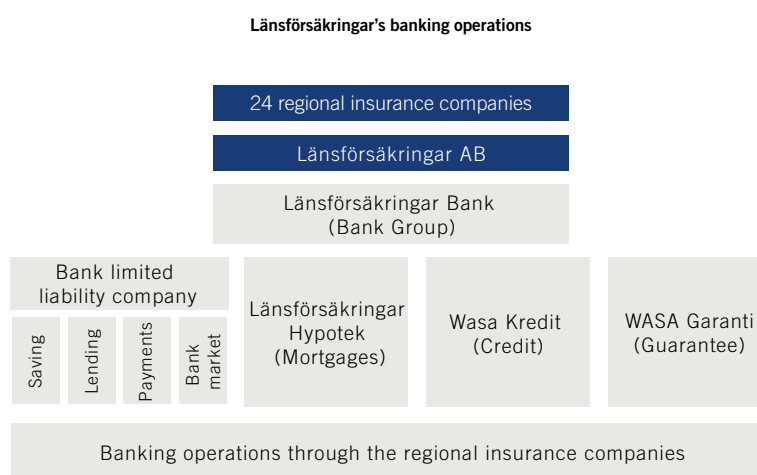 Länsförsäkringar’s banking operations
24 regional insurance companies
Länsförsäkringar AB
Länsförsäkringar Bank
(Bank Group)
Bank limited
liability company
Saving
Lending
Payments
Bank
market
Länsförsäkringar
Hypotek
(Mortgages)
Wasa Kredit
(Credit)
WASA Garanti
(Guarantee)
Banking operations through the regional insurance companies